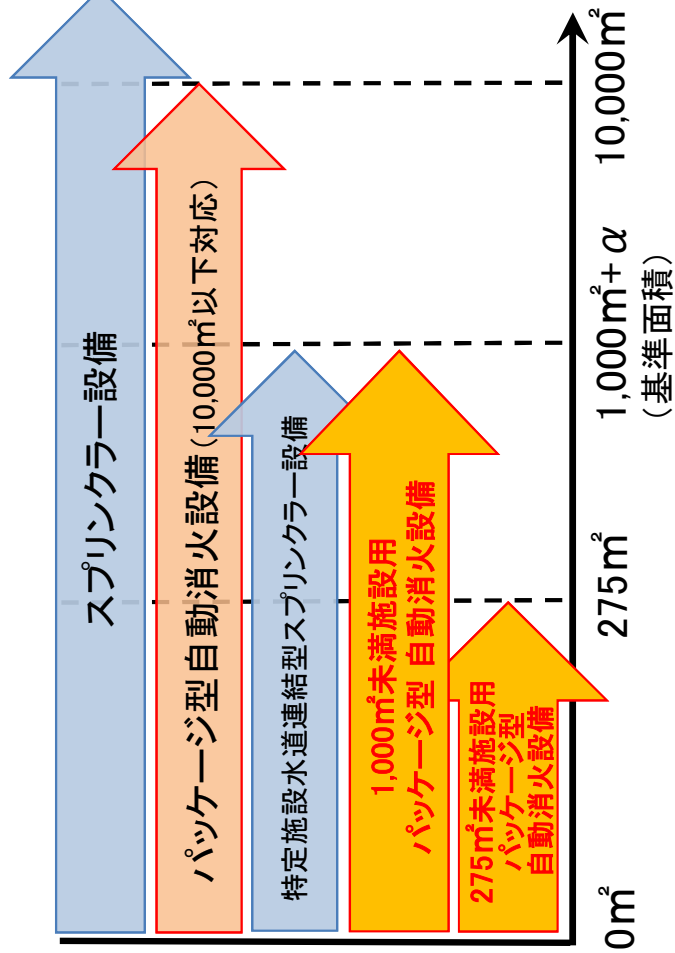 スプリンクラー設備
パッケージ型自動消火設備(10,000㎡以下対応)
特定施設水道連結型スプリンクラー設備
1,000㎡未満施設用
パッケージ型 自動消火設備
275㎡未満施設用
パッケージ型
自動消火設備
0㎡
275㎡
1,000㎡+α
(基準面積)
10,000㎡